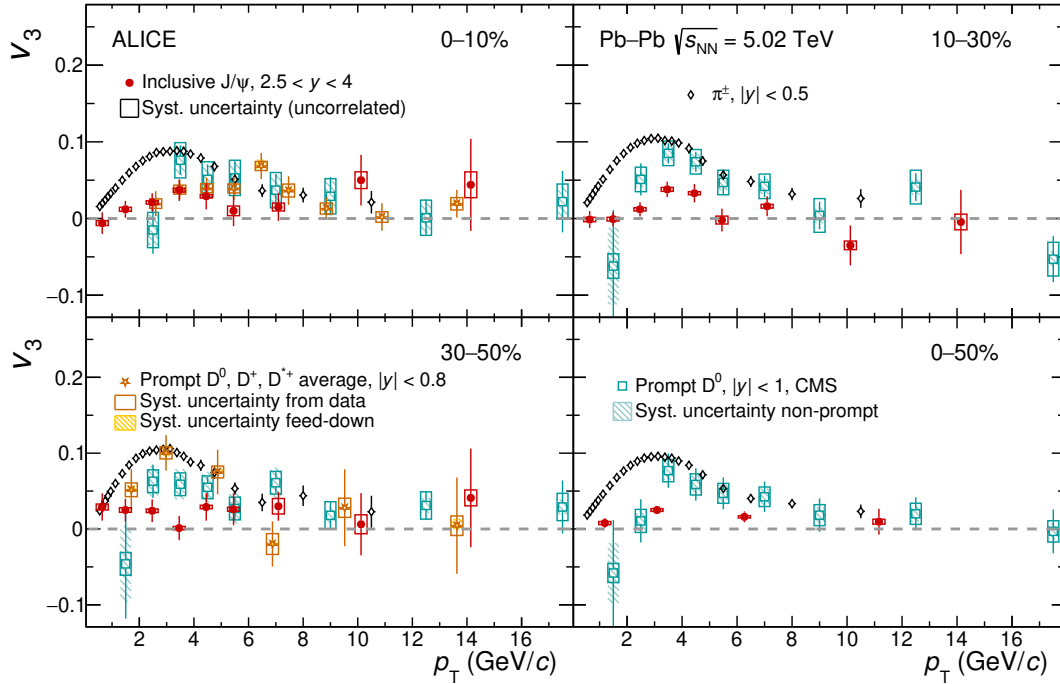 ALICE 0–10%
Pb–Pb √sNN = 5.02 TeV 10–30%
v3
0.2
0.1
0
−0.1
Inclusive J/ψ, 2.5 < y < 4
Syst. uncertainty (uncorrelated)
π±, |y| < 0.5
30–50%
0–50%
v3
0.2
0.1
0
−0.1
Prompt D0, D+, D*+ average, |y| < 0.8
Syst. uncertainty from data
Syst. uncertainty feed-down
Prompt D0, |y| < 1, CMS
Syst. uncertainty non-prompt
2 4 6 8 10 12 14 16
2 4 6 8 10 12 14 16
pT (GeV/c)
pT (GeV/c)